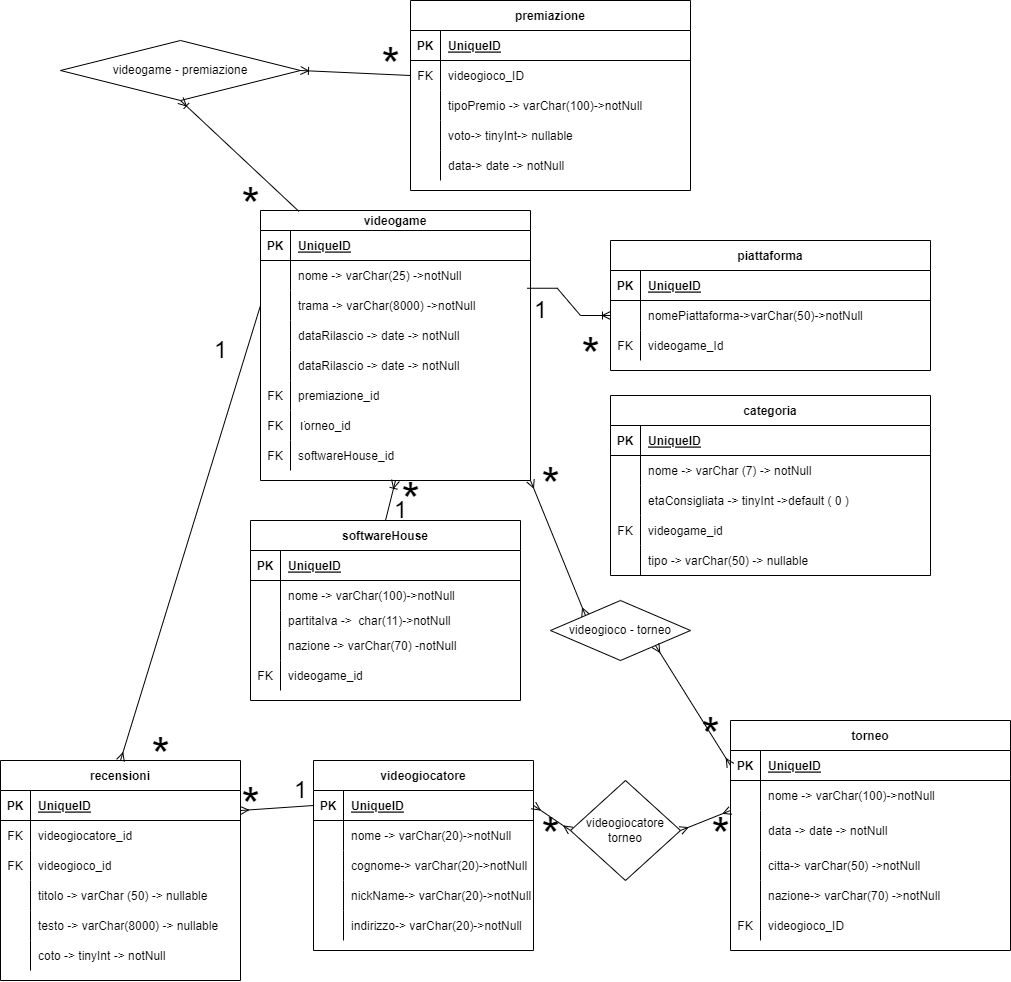 premiazione
PK UniqueID
FK videogioco_ID
tipoPremio -> varChar(100)->notNull
voto-> tinyInt-> nullable
data-> date -> notNull
*
videogame - premiazione
*
videogame
PK UniqueID
nome -> varChar(25) ->notNull
trama -> varChar(8000) ->notNull
dataRilascio -> date -> notNull
dataRilascio -> date -> notNull
FK premiazione_id
FK Torneo_id
FK softwareHouse_id
1
*
piattaforma
PK UniqueID
nomePiattaforma->varChar(50)->notNull
FK videogame_Id
1
categoria
PK UniqueID
nome -> varChar (7) -> notNull
etaConsigliata -> tinyInt ->default ( 0 )
FK videogame_id
tipo -> varChar(50) -> nullable
*
1
*
softwareHouse
PK UniqueID
nome -> varChar(100)->notNull
partitaIva -> char(11)->notNull
nazione -> varChar(70) -notNull
FK videogame_id
videogioco - torneo
*
torneo
PK UniqueID
nome -> varChar(100)->notNull
data -> date -> notNull
citta-> varChar(50) ->notNull
nazione-> varChar(70) ->notNull
FK videogioco_ID
*
recensioni
PK UniqueID
FK videogiocatore_id
FK videogioco_id
titolo -> varChar (50) -> nullable
testo -> varChar(8000) -> nullable
coto -> tinyInt -> notNull
*
1
videogiocatore
PK UniqueID
nome -> varChar(20)->notNull
cognome-> varChar(20)->notNull
nickName-> varChar(20)->notNull
indirizzo-> varChar(20)->notNull
*
videogiocatore
torneo
*